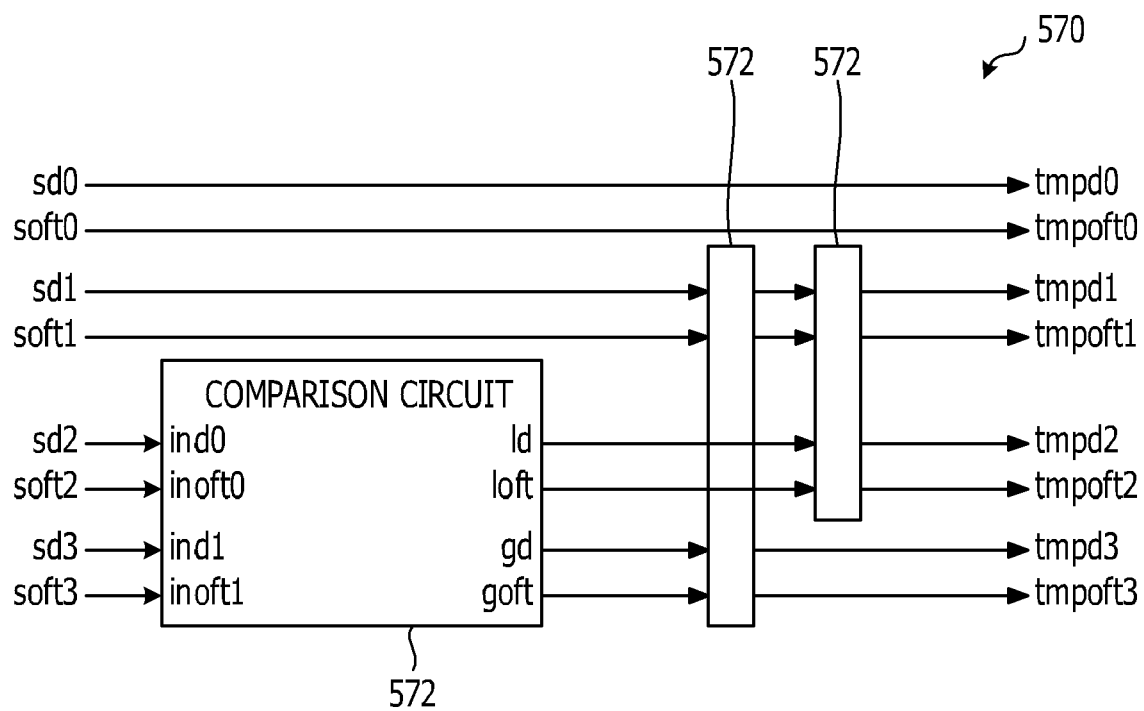 570
572 572
sd0 tmpd0
soft0 tmpoft0
sd1 tmpd1
soft1 tmpoft1
COMPARISON CIRCUIT
sd2 ind0 ld tmpd2
soft2 inoft0 loft tmpoft2
sd3 ind1 gd tmpd3
soft3 inoft1 goft tmpoft3
572